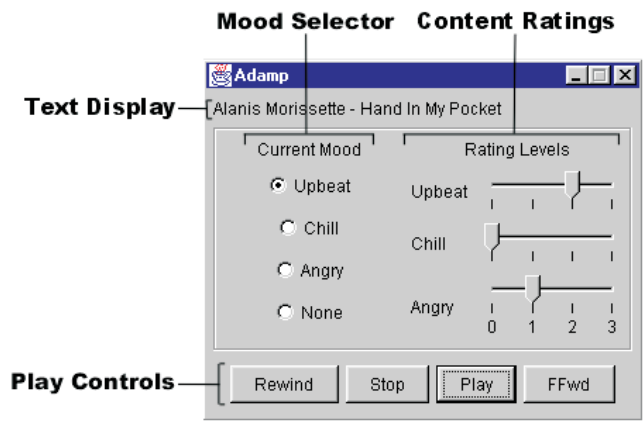 Mood Selector Content Ratings
Adamp
Text Display
Alanis Morissette - Hand In My Pocket
Current Mood
Rating Levels
Upbeat
Chill
Angry
None
Upbeat
Chill
Angry
0 1 2 3
Play Controls
Rewind Stop Play FFwd